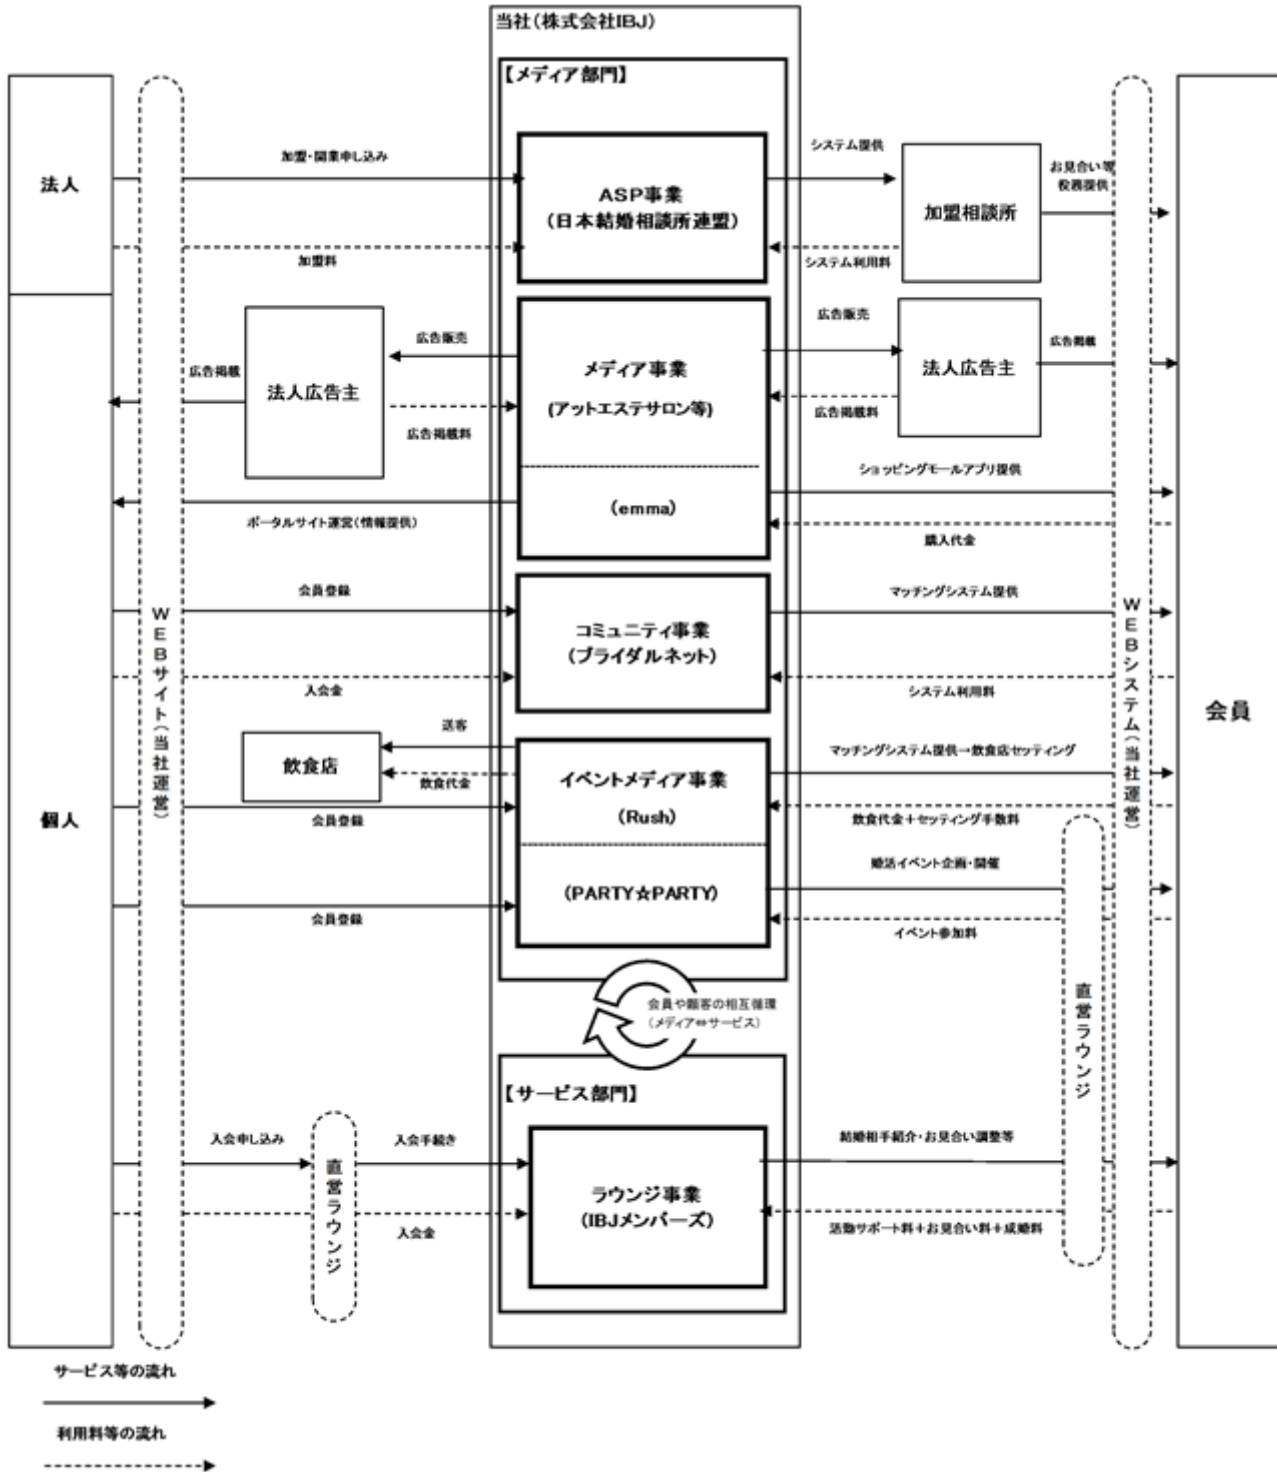 当社(株式会社IBJ)
【メディア部門】
法人
加盟・開業申し込み
加盟料
ASP事業
(日本結婚相談所連盟)
システム提供
システム利用料
加盟相談所
お見合い等
役務提供
広告掲載
法人広告主
広告販売
広告掲載料
メディア事業
(アットエステサロン等)
広告販売
広告掲載料
法人広告主
広告掲載
ポータルサイト運営(情報提供)
(emma)
ショッピングモールアプリ提供
購入代金
個人
WEBサイト(当社運営)
会員登録
入会金
コミュニティ事業
(ブライダルネット)
マッチングシステム提供
システム利用料
WEBシステム(当社運営)
会員
飲食店
送客
飲食代金
会員登録
イベントメディア事業
(Rush)
マッチングシステム提供→飲食店セッティング
飲食代金+セッティング手数料
会員登録
(PARTY☆PARTY)
婚活イベント企画・開催
イベント参加料
会員や顧客の相互循環
(メディア⇔サービス)
直営ラウンジ
【サービス部門】
入会申し込み
直営ラウンジ
入会手続き
入会金
ラウンジ事業
(IBJメンバーズ)
結婚相手紹介・お見合い調整等
活動サポート料+お見合い料+成婚料
サービス等の流れ
利用料等の流れ